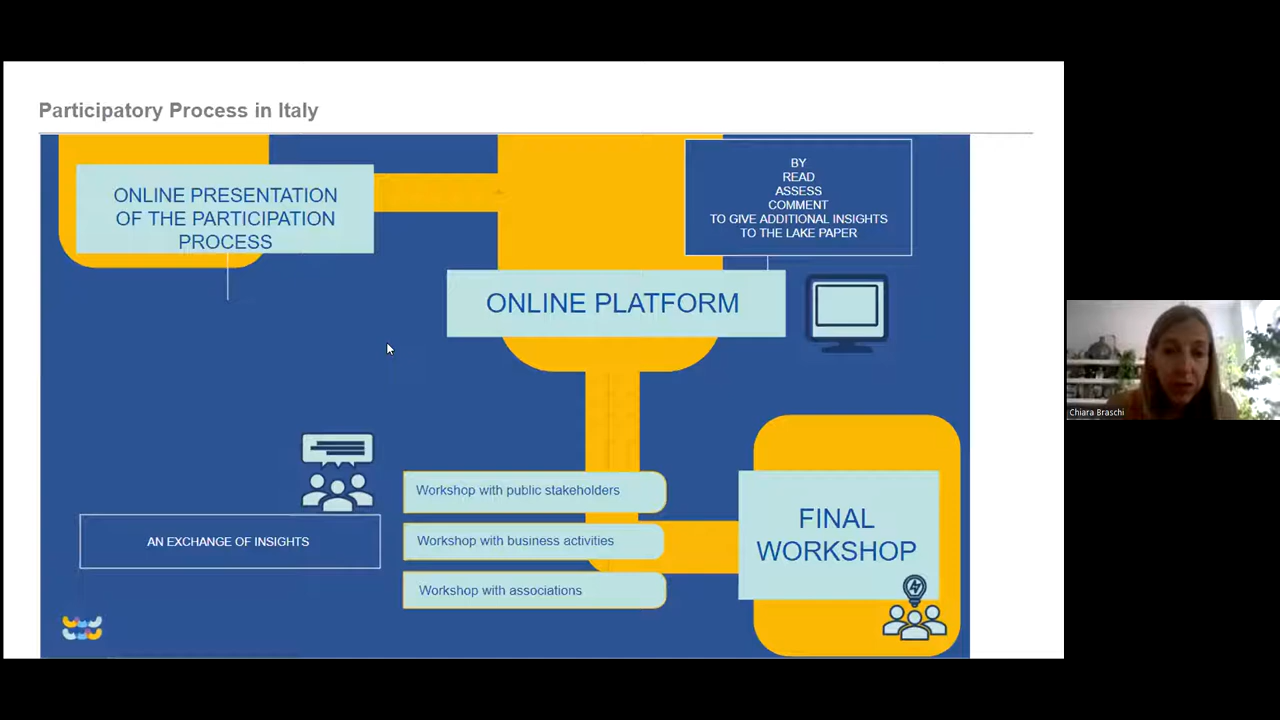 Participatory Process in Italy
ONLINE PRESENTATION
OF THE PARTICIPATION
PROCESS
BY
READ
ASSESS
COMMENT
TO GIVE ADDITIONAL INSIGHTS
TO THE LAKE PAPER
ONLINE PLATFORM
Workshop with public stakeholders
AN EXCHANGE OF INSIGHTS
Workshop with business activities
Workshop with associations
FINAL
WORKSHOP
Chiara Braschi